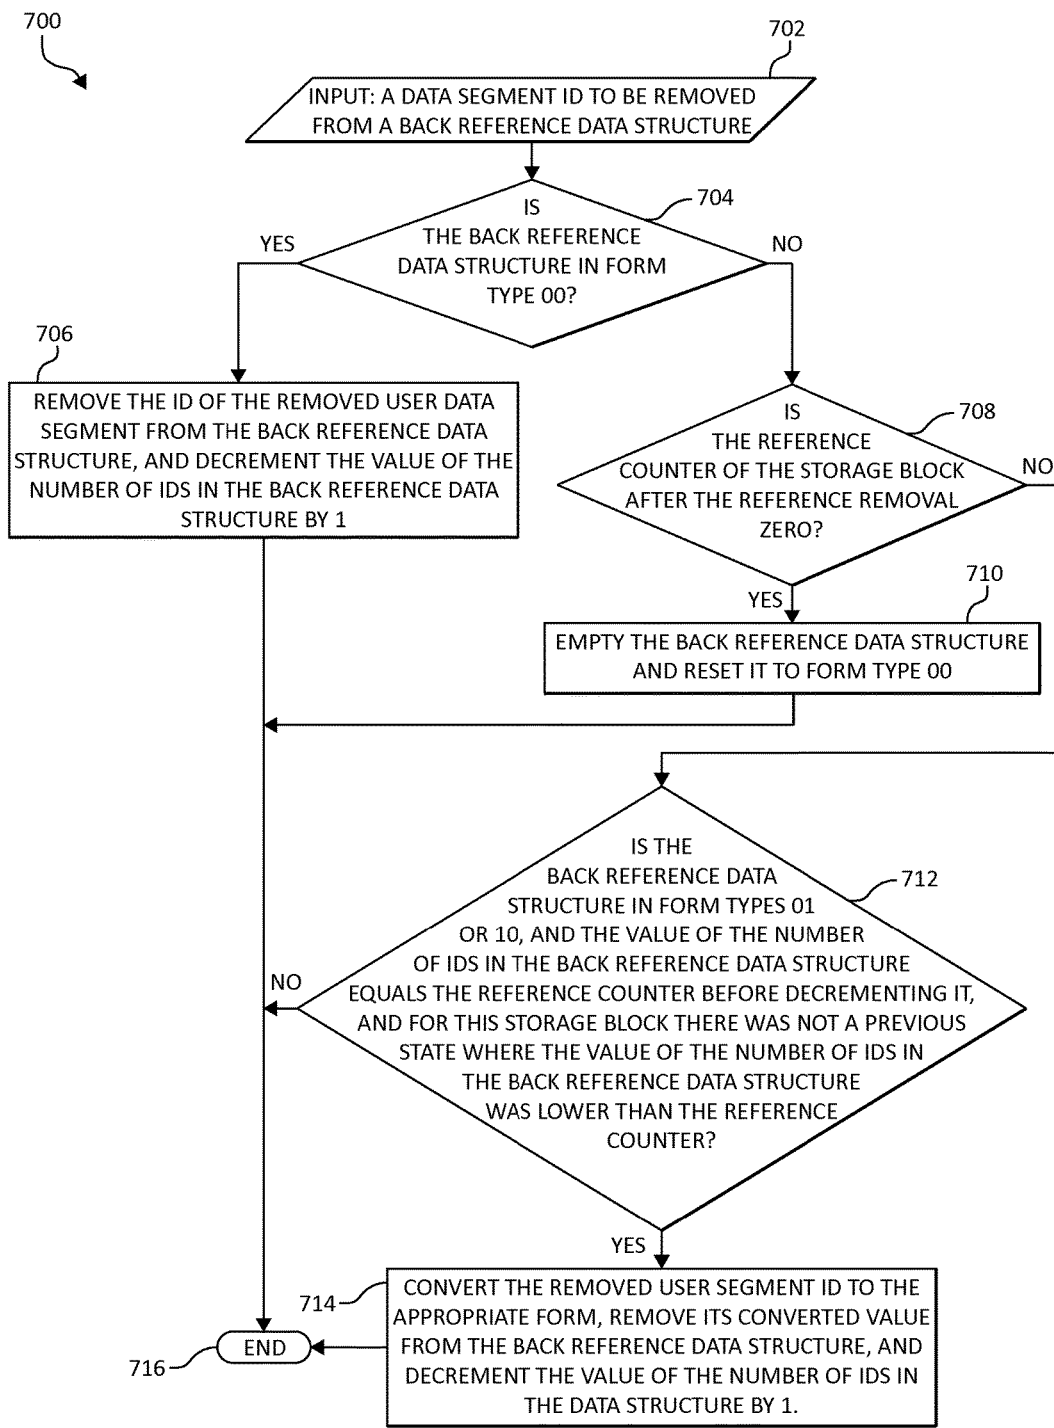 700
702
INPUT: A DATA SEGMENT ID TO BE REMOVED
FROM A BACK REFERENCE DATA STRUCTURE
704
IS
THE BACK REFERENCE
DATA STRUCTURE IN FORM
TYPE 00?
YES
NO
706
REMOVE THE ID OF THE REMOVED USER DATA
SEGMENT FROM THE BACK REFERENCE DATA
STRUCTURE, AND DECREMENT THE VALUE OF THE
NUMBER OF IDS IN THE BACK REFERENCE DATA
STRUCTURE BY 1
708
IS
THE REFERENCE
COUNTER OF THE STORAGE BLOCK
AFTER THE REFERENCE REMOVAL
ZERO?
NO
YES
710
EMPTY THE BACK REFERENCE DATA STRUCTURE
AND RESET IT TO FORM TYPE 00
712
IS THE
BACK REFERENCE DATA
STRUCTURE IN FORM TYPES 01
OR 10, AND THE VALUE OF THE NUMBER
OF IDS IN THE BACK REFERENCE DATA STRUCTURE
EQUALS THE REFERENCE COUNTER BEFORE DECREMENTING IT,
AND FOR THIS STORAGE BLOCK THERE WAS NOT A PREVIOUS
STATE WHERE THE VALUE OF THE NUMBER OF IDS IN
THE BACK REFERENCE DATA STRUCTURE
WAS LOWER THAN THE REFERENCE
COUNTER?
NO
YES
714
CONVERT THE REMOVED USER SEGMENT ID TO THE
APPROPRIATE FORM, REMOVE ITS CONVERTED VALUE
FROM THE BACK REFERENCE DATA STRUCTURE, AND
DECREMENT THE VALUE OF THE NUMBER OF IDS IN
THE DATA STRUCTURE BY 1.
END
716